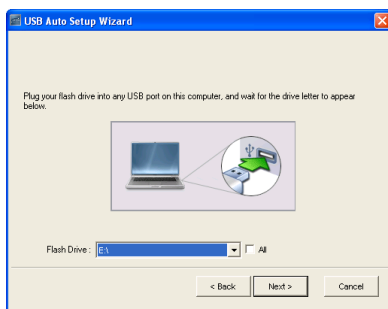 USB Auto Setup Wizard
Plug your flash drive into any USB port on this computer, and wait for the drive letter to appear
below.
Flash Drive : E:\ All
< Back Next > Cancel